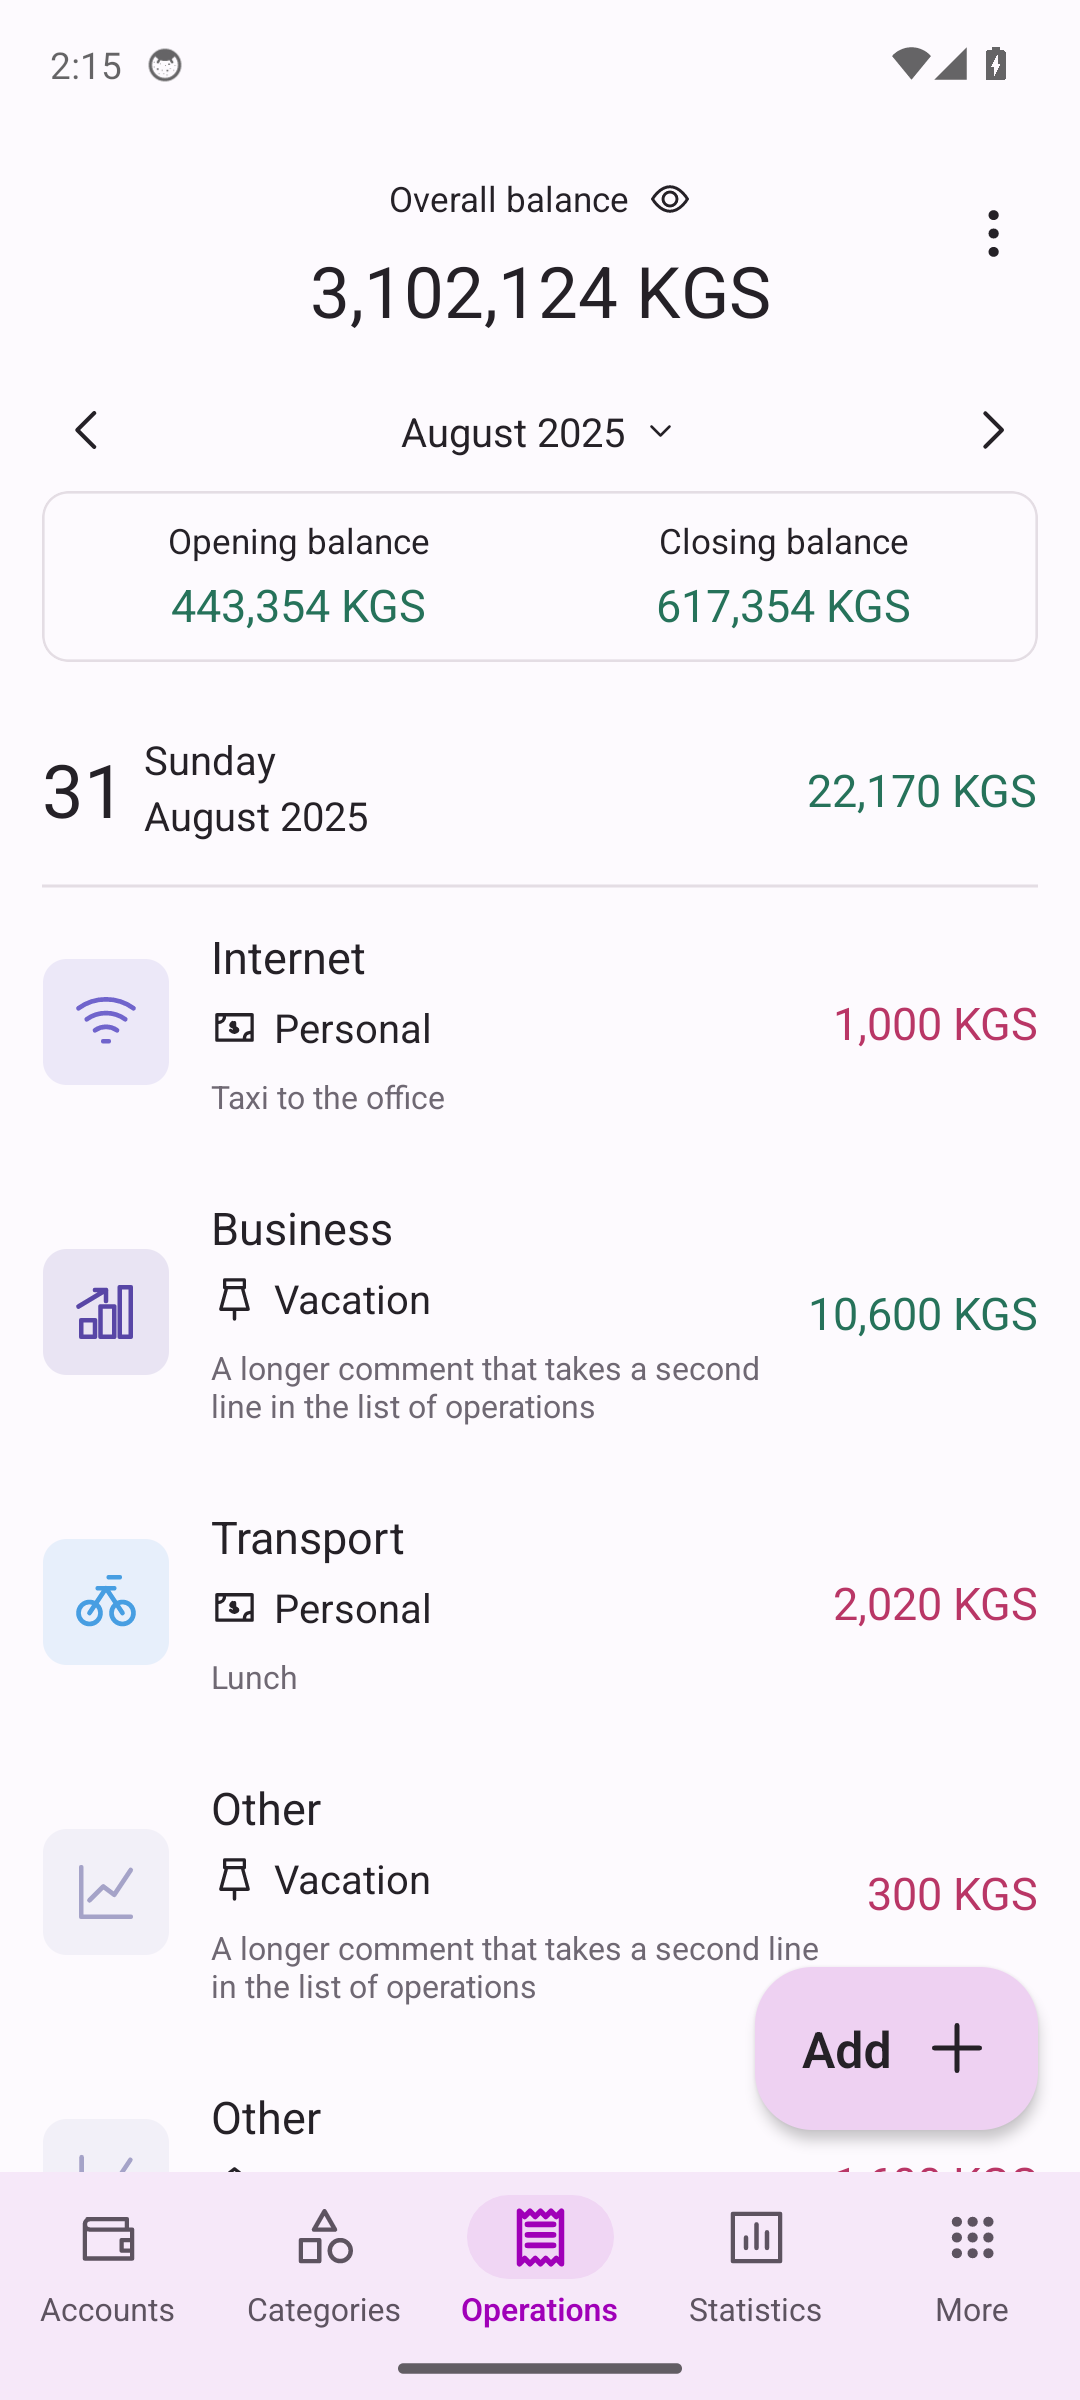 2:15
Overall balance
3,102,124 KGS
August 2025
Opening balance
Closing balance
443,354 KGS
617,354 KGS
31
Sunday
August 2025
22,170 KGS
Internet
Personal
1,000 KGS
Taxi to the office
Business
Vacation
10,600 KGS
A longer comment that takes a second
line in the list of operations
Transport
Personal
2,020 KGS
Lunch
Other
Vacation
300 KGS
A longer comment that takes a second line
in the list of operations
Add
Other
Accounts
Categories
Operations
Statistics
More